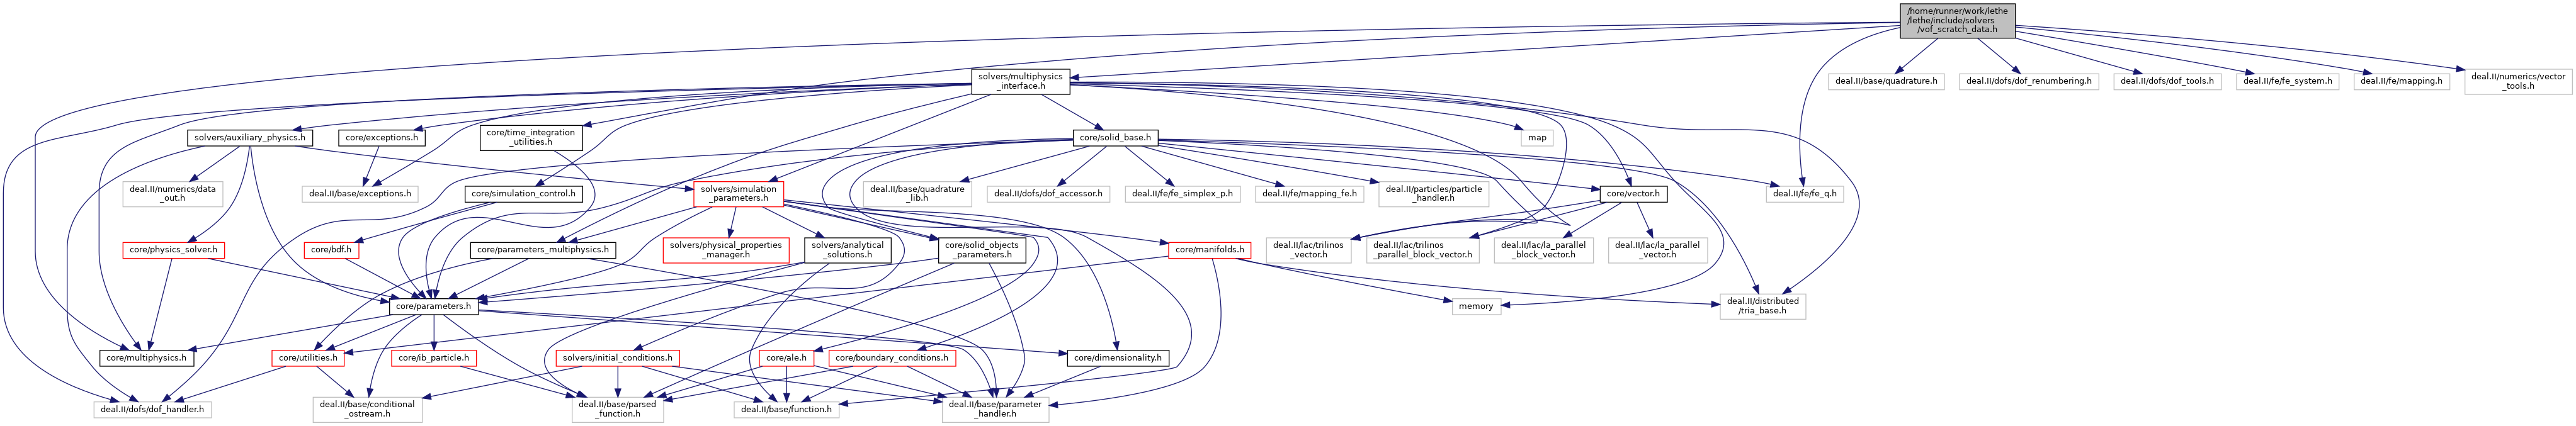 /home/runner/work/lethe
/lethe/include/solvers
/vof_scratch_data.h
solvers/multiphysics
_interface.h
deal.II/base/quadrature.h
deal.II/dofs/dof_renumbering.h
deal.II/dofs/dof_tools.h
deal.II/fe/fe_system.h
deal.II/fe/mapping.h
deal.II/numerics/vector
_tools.h
solvers/auxiliary_physics.h
core/exceptions.h
core/time_integration
_utilities.h
core/solid_base.h
map
deal.II/numerics/data
_out.h
deal.II/base/exceptions.h
core/simulation_control.h
solvers/simulation
_parameters.h
deal.II/base/quadrature
_lib.h
deal.II/dofs/dof_accessor.h
deal.II/fe/fe_simplex_p.h
deal.II/fe/mapping_fe.h
deal.II/particles/particle
_handler.h
core/vector.h
deal.II/fe/fe_q.h
core/physics_solver.h
core/bdf.h
core/parameters_multiphysics.h
solvers/physical_properties
_manager.h
solvers/analytical
_solutions.h
core/solid_objects
_parameters.h
core/manifolds.h
deal.II/lac/trilinos
_vector.h
deal.II/lac/trilinos
_parallel_block_vector.h
deal.II/lac/la_parallel
_block_vector.h
deal.II/lac/la_parallel
_vector.h
core/parameters.h
memory
deal.II/distributed
/tria_base.h
core/multiphysics.h
core/utilities.h
core/ib_particle.h
solvers/initial_conditions.h
core/ale.h
core/boundary_conditions.h
core/dimensionality.h
deal.II/dofs/dof_handler.h
deal.II/base/conditional
_ostream.h
deal.II/base/parsed
_function.h
deal.II/base/function.h
deal.II/base/parameter
_handler.h